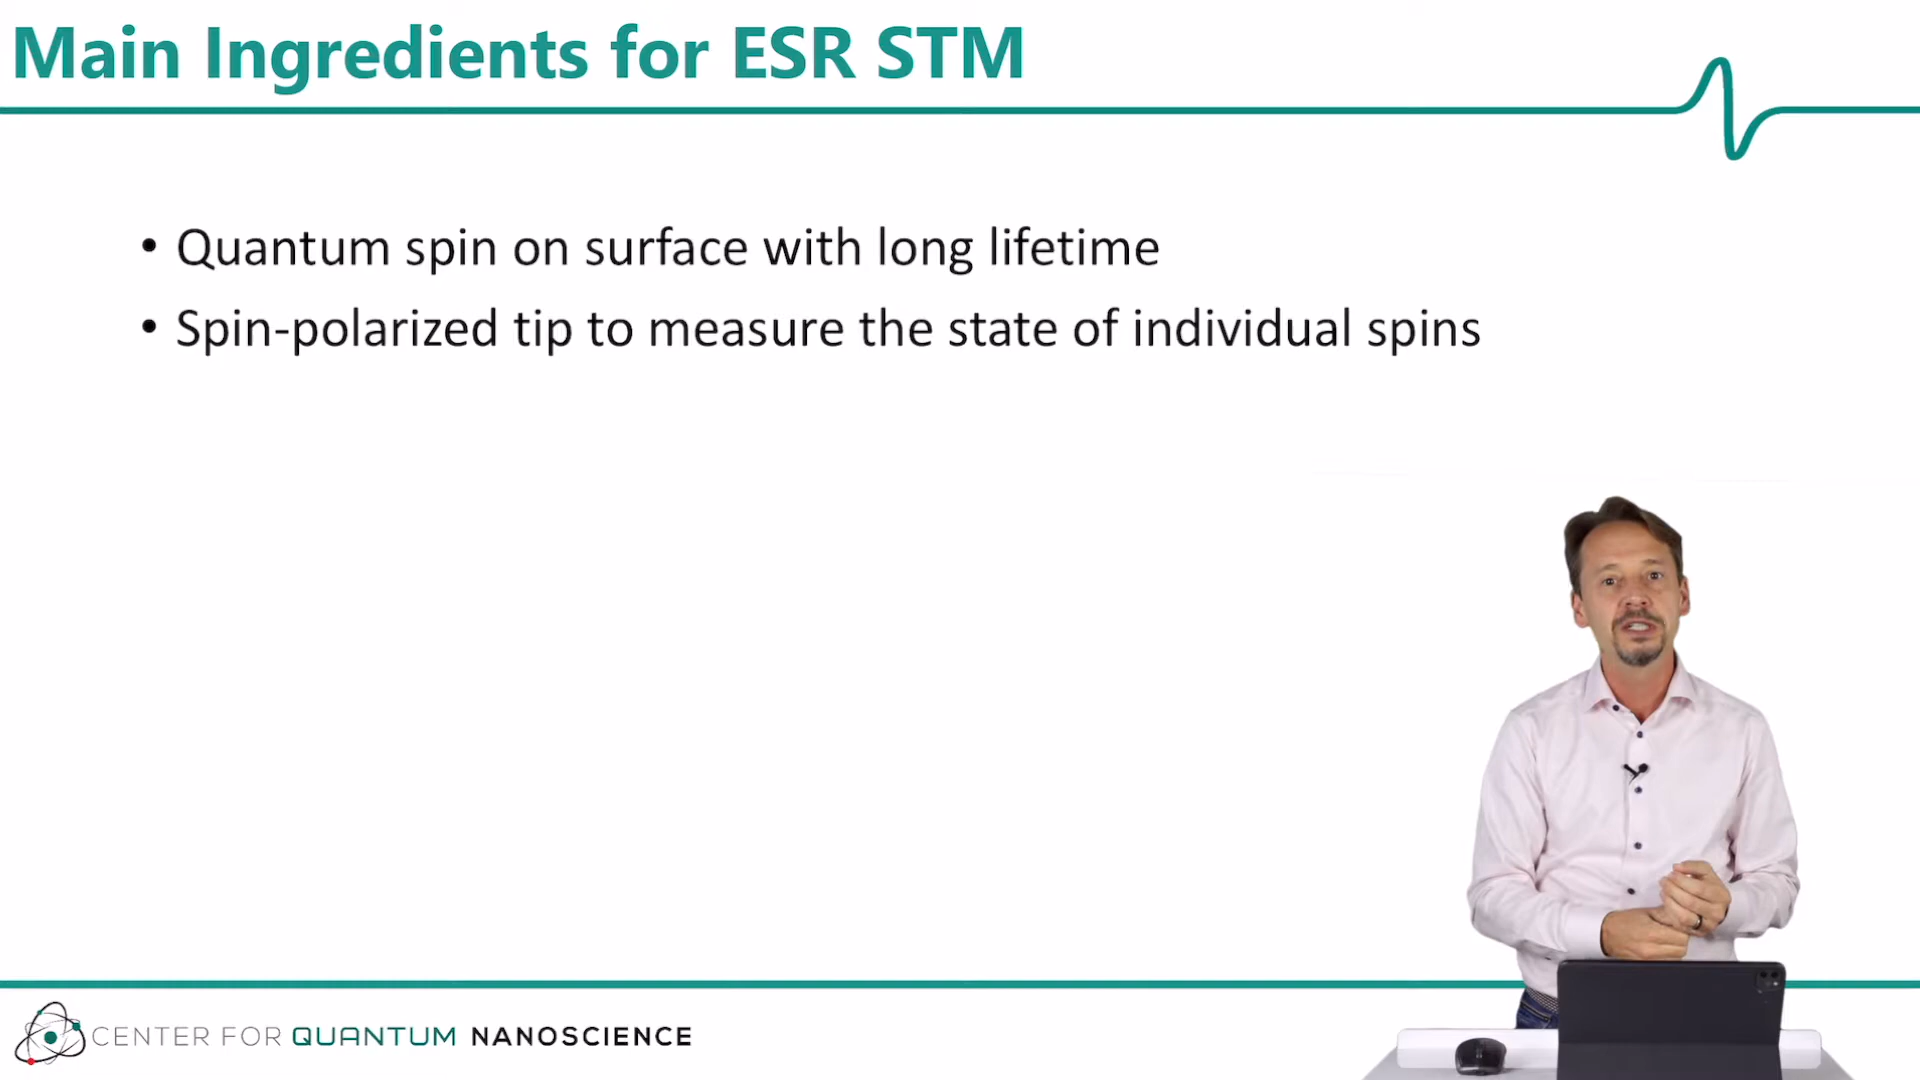 Main Ingredients for ESR STM
• Quantum spin on surface with long lifetime
• Spin-polarized tip to measure the state of individual spins
CENTER FOR QUANTUM NANOSCIENCE